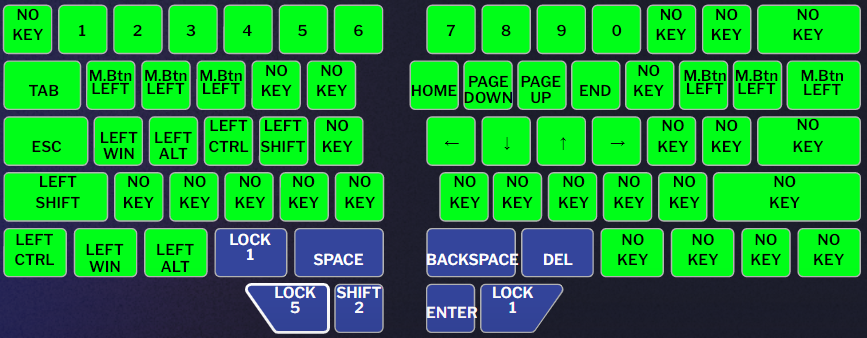 NO KEY 1 2 3 4 5 6 7 8 9 0 NO KEY NO KEY NO KEY
TAB M.Btn LEFT M.Btn LEFT M.Btn LEFT NO KEY NO KEY HOME PAGE DOWN PAGE UP END NO KEY M.Btn LEFT M.Btn LEFT M.Btn LEFT
ESC LEFT WIN LEFT ALT LEFT CTRL LEFT SHIFT NO KEY ← ↓ ↑ → NO KEY NO KEY NO KEY
LEFT SHIFT NO KEY NO KEY NO KEY NO KEY NO KEY NO KEY NO KEY NO KEY NO KEY NO KEY NO KEY
LEFT CTRL LEFT WIN LEFT ALT LOCK 1 SPACE BACKSPACE DEL NO KEY NO KEY NO KEY NO KEY
LOCK 5 SHIFT 2 ENTER LOCK 1